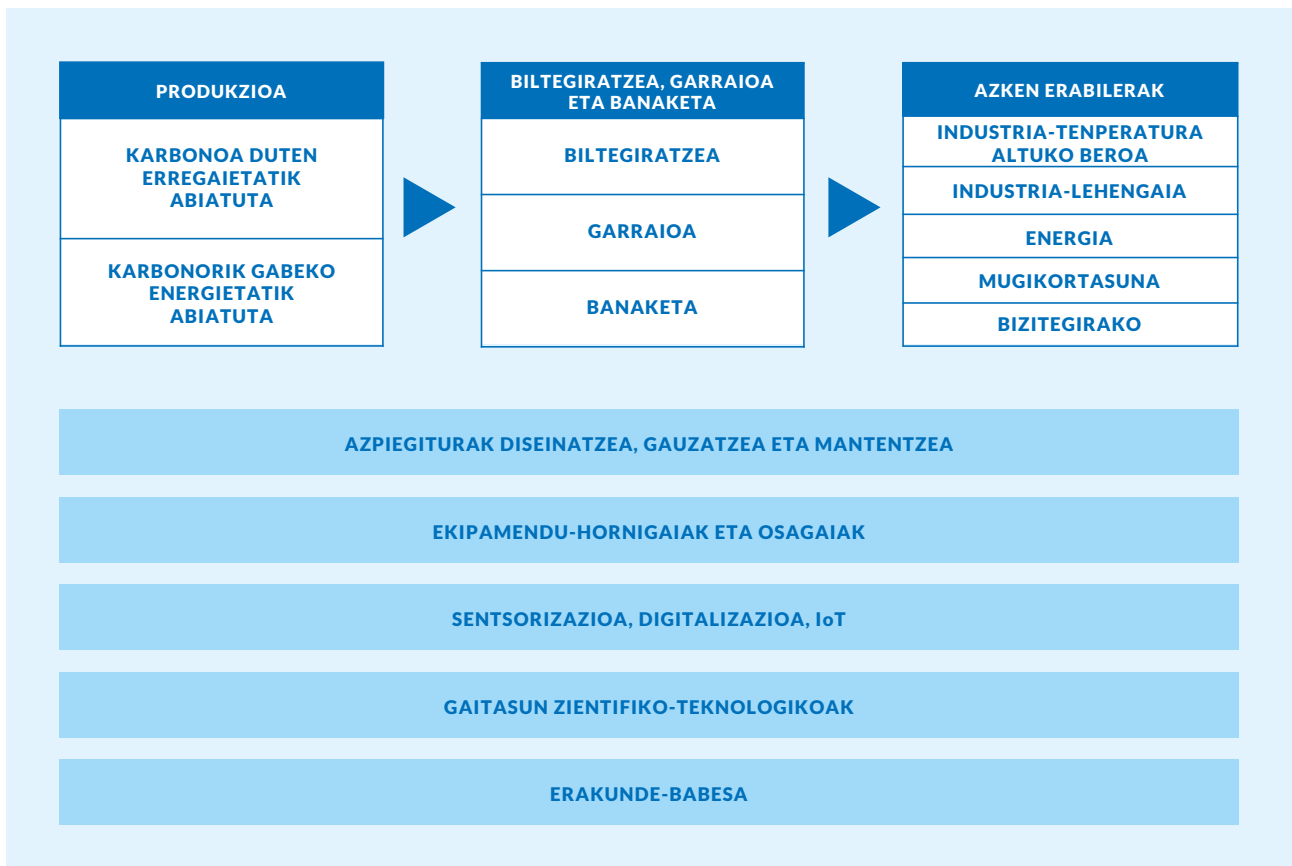 PRODUKZIOA
KARBONOA DUTEN
ERREGAIETATIK
ABIATUTA
KARBONORIK GABEKO
ENERGIETATIK
ABIATUTA
BILTEGIRATZEA, GARRAIOA
ETA BANAKETA
BILTEGIRATZEA
GARRAIOA
BANAKETA
AZKEN ERABILERAK
INDUSTRIA-TENPERATURA
ALTUKO BEROA
INDUSTRIA-LEHENGAIA
ENERGIA
MUGIKORTASUNA
BIZITEGIRAKO
AZPIEGITURAK DISEINATZEA, GAUZATZEA ETA MANTENTZEA
EKIPAMENDU-HORNIGAIAK ETA OSAGAIAK
SENTSORIZAZIOA, DIGITALIZAZIOA, IoT
GAITASUN ZIENTIFIKO-TEKNOLOGIKOAK
ERAKUNDE-BABESA